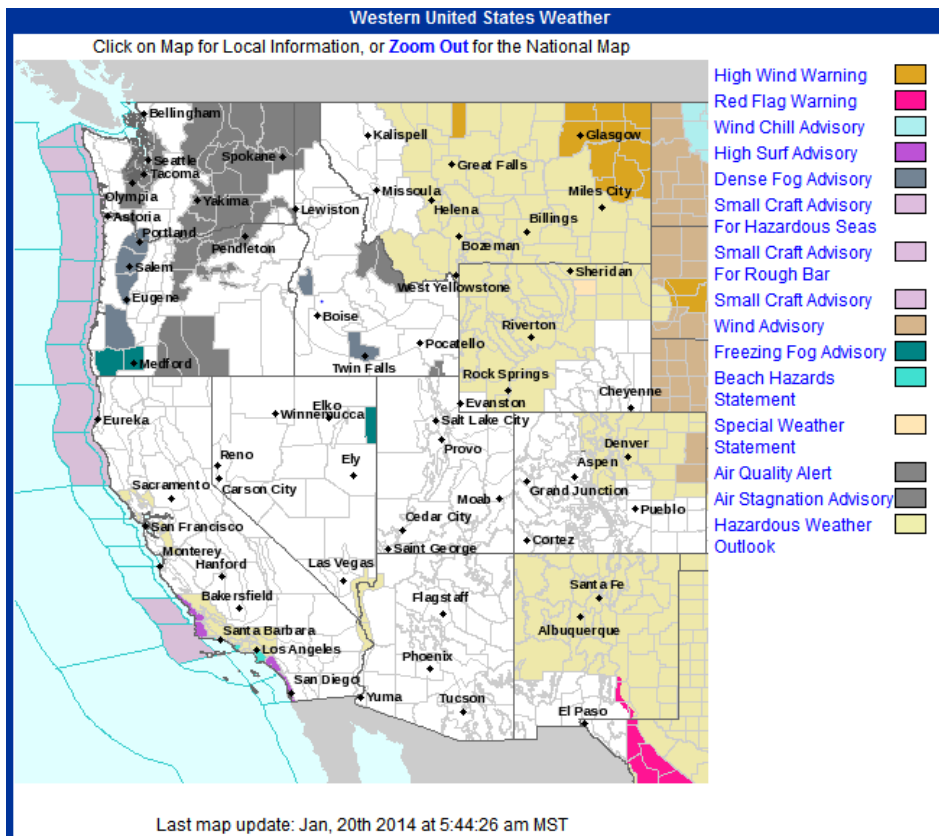 Western United States Weather
Click on Map for Local Information, or Zoom Out for the National Map
Bellingham
Seattle
Tacoma
Olympia
Spokane
Yakima
Astoria
Portland
Pendleton
Lewiston
Salem
Eugene
Medford
Kalispell
Great Falls
Glasgow
Missoula
Helena
Miles City
Billings
Bozeman
West Yellowstone
Sheridan
Boise
Pocatello
Twin Falls
Riverton
Rock Springs
Cheyenne
Evanston
Eureka
Elko
Winnemucca
Salt Lake City
Provo
Reno
Carson City
Ely
Sacramento
San Francisco
Monterey
Hanford
Bakersfield
Las Vegas
Santa Barbara
Los Angeles
San Diego
Yuma
Moab
Cedar City
Saint George
Denver
Aspen
Grand Junction
Pueblo
Cortez
Flagstaff
Phoenix
Tucson
Santa Fe
Albuquerque
El Paso
High Wind Warning
Red Flag Warning
Wind Chill Advisory
High Surf Advisory
Dense Fog Advisory
Small Craft Advisory
For Hazardous Seas
Small Craft Advisory
For Rough Bar
Small Craft Advisory
Wind Advisory
Freezing Fog Advisory
Beach Hazards
Statement
Special Weather
Statement
Air Quality Alert
Air Stagnation Advisory
Hazardous Weather
Outlook
Last map update: Jan, 20th 2014 at 5:44:26 am MST